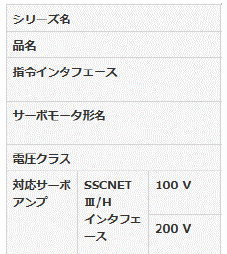 シリーズ名
品名
指令インタフェース
サーボモータ形名
電圧クラス
対応サーボ
アンプ
SSCNET
Ⅲ/H
インタフェ
ース
100 V
200 V